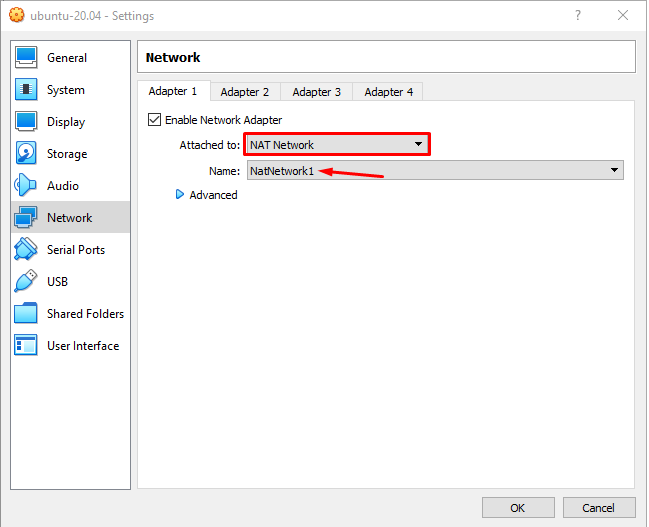 ubuntu-20.04 - Settings
?
General
System
Display
Storage
Audio
Network
Serial Ports
USB
Shared Folders
User Interface
Network
Adapter 1 Adapter 2 Adapter 3 Adapter 4
Enable Network Adapter
Attached to: NAT Network
Name: NatNetwork1
Advanced
OK Cancel